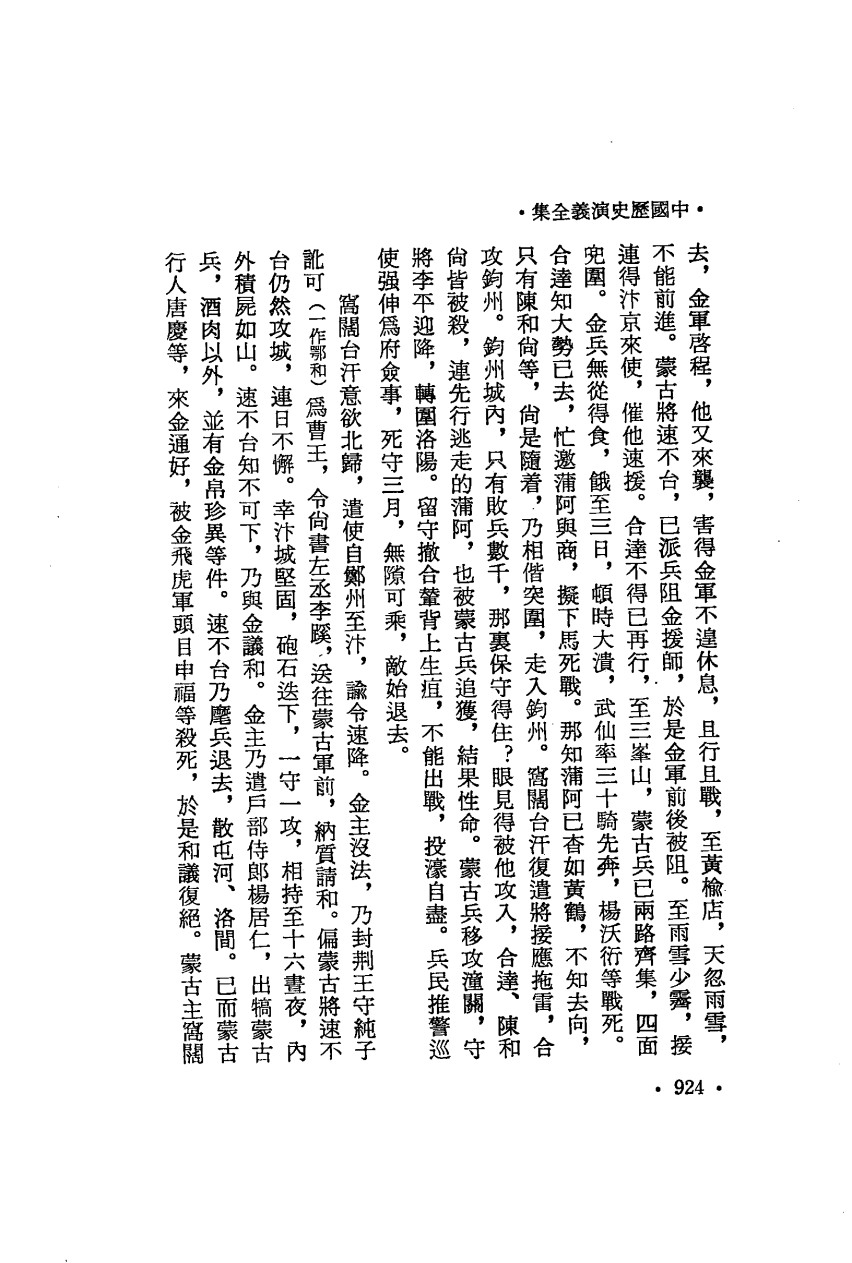 •中國歷史演義全集•
去，金軍啓程，他又來襲，害得金軍不遑休息，且行且戰，至黃榆店，天忽雨雪，
不能前進。蒙古將速不台，已派兵阻金援師，於是金軍前後被阻。至雨雪少霽，接
連得汴京來使，催他速援。合達不得已再行，至三峯山，蒙古兵已兩路齊集，四面
兜圍。金兵無從得食，餓至三日，頓時大潰，武仙率三十騎先奔，楊沃衍等戰死。
合達知大勢已去，忙邀蒲阿與商，擬下馬死戰。那知蒲阿已杳如黃鶴，不知去向，
只有陳和尙等，尙是隨着，乃相偕突圍，走入鈞州。窩闊台汗復遣將接應拖雷，合
攻鈞州。鈞州城內，只有敗兵數千，那裏保守得住？眼見得被他攻入，合達、陳和
尙皆被殺，連先行逃走的蒲阿，也被蒙古兵追獲，結果性命。蒙古兵移攻潼關，守
將李平迎降，轉圍洛陽。留守撤合輦背上生疽，不能出戰，投濠自盡。兵民推警巡
使强伸爲府僉事，死守三月，無隙可乘，敵始退去。
窩闊台汗意欲北歸，遣使自鄭州至汴，諭令速降。金主沒法，乃封荆王守純子
訛可（一作鄂和）爲曹王，令尙書左丞李蹊，送往蒙古軍前，納質請和。偏蒙古將速不
台仍然攻城，連日不懈。幸汴城堅固，砲石迭下，一守一攻，相持至十六晝夜，內
外積屍如山。速不台知不可下，乃與金議和。金主乃遣戶部侍郎楊居仁，出犒蒙古
兵，酒肉以外，並有金帛珍異等件。速不台乃麾兵退去，散屯河、洛間。已而蒙古
行人唐慶等，來金通好，被金飛虎軍頭目申福等殺死，於是和議復絕。蒙古主窩闊
•924•